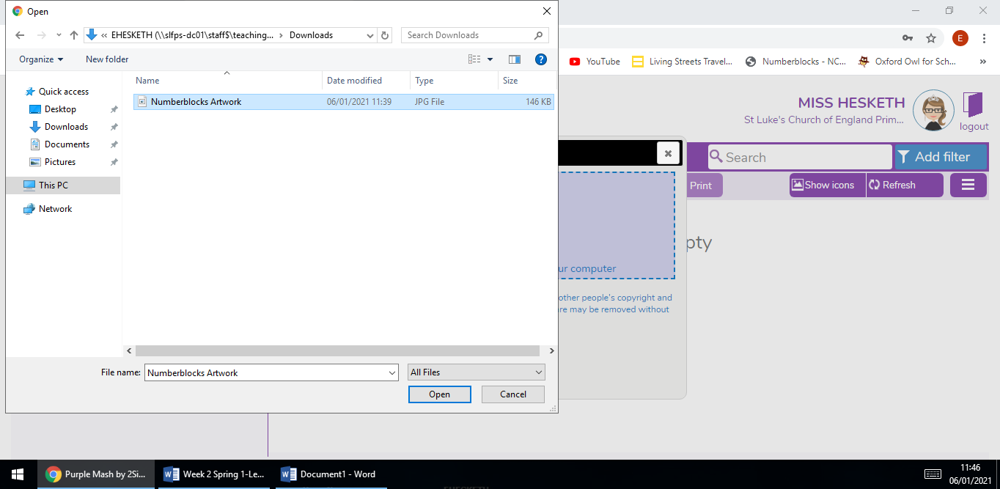 Open
« EHESKETH (\\slfps-dc01\staff$\teaching... › Downloads
Search Downloads
Organize
New folder
Name
Date modified
Type
Size
Quick access
Desktop
Downloads
Documents
Pictures
This PC
Network
Numberblocks Artwork 06/01/2021 11:39 JPG File 146 KB
File name: Numberblocks Artwork
All Files
Open
Cancel
E
YouTube
Living Streets Travel...
Numberblocks - NC...
Oxford Owl for Sch...
»
MISS HESKETH
St Luke's Church of England Prim...
logout
Search
Add filter
Print
Show icons
Refresh
pty
ur computer
other people's copyright and
re may be removed without
Purple Mash by 2Si...
Week 2 Spring 1-Le...
Document1 - Word
11:46
06/01/2021